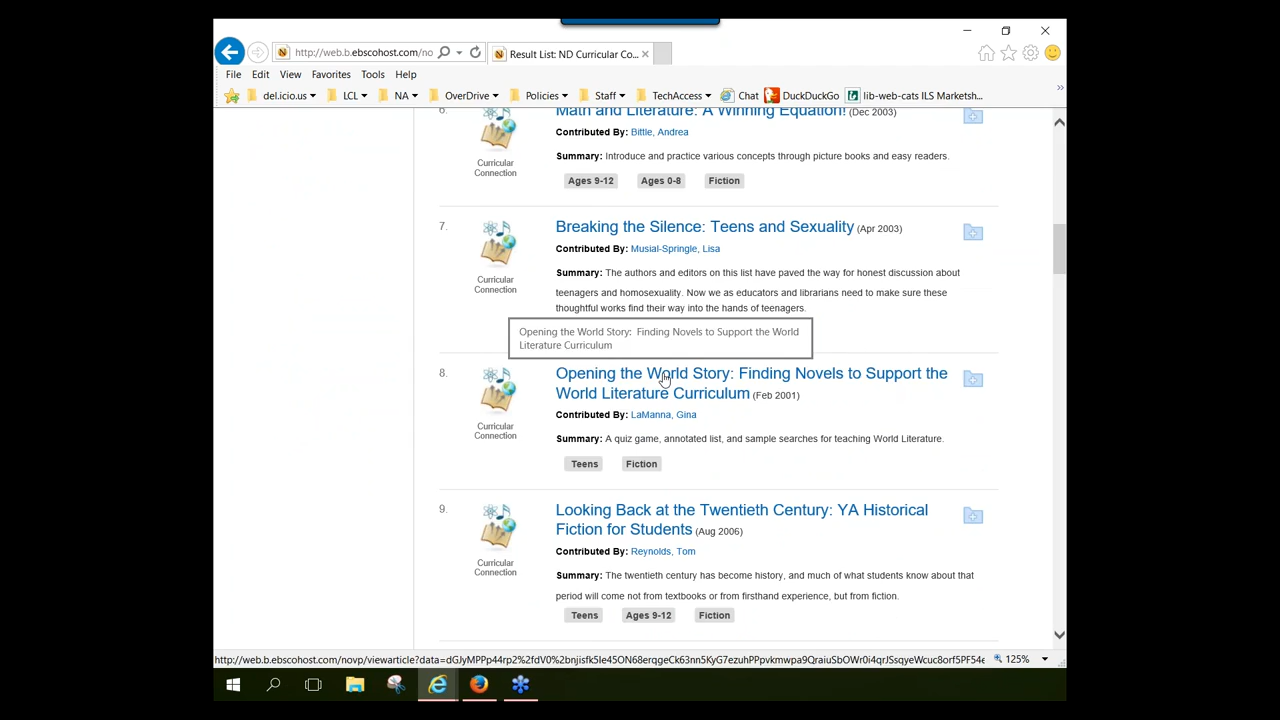 http://web.b.ebscohost.com/no
Result List: ND Curricular Co...
File Edit View Favorites Tools Help
del.icio.us LCL NA OverDrive Policies Staff TechAccess Chat DuckDuckGo lib-web-cats ILS Marketsh...
6. Math and Literature: A Winning Equation! (Dec 2003)
Contributed By: Bittle, Andrea
Summary: Introduce and practice various concepts through picture books and easy readers.
Curricular
Connection
Ages 9-12 Ages 0-8 Fiction
7. Breaking the Silence: Teens and Sexuality (Apr 2003)
Contributed By: Musial-Springle, Lisa
Summary: The authors and editors on this list have paved the way for honest discussion about
Curricular
Connection
teenagers and homosexuality. Now we as educators and librarians need to make sure these
thoughtful works find their way into the hands of teenagers.
Opening the World Story: Finding Novels to Support the World
Literature Curriculum
8. Opening the World Story: Finding Novels to Support the
World Literature Curriculum (Feb 2001)
Contributed By: LaManna, Gina
Curricular
Connection
Summary: A quiz game, annotated list, and sample searches for teaching World Literature.
Teens Fiction
9. Looking Back at the Twentieth Century: YA Historical
Fiction for Students (Aug 2006)
Contributed By: Reynolds, Tom
Curricular
Connection
Summary: The twentieth century has become history, and much of what students know about that
period will come not from textbooks or from firsthand experience, but from fiction.
Teens Ages 9-12 Fiction
125%